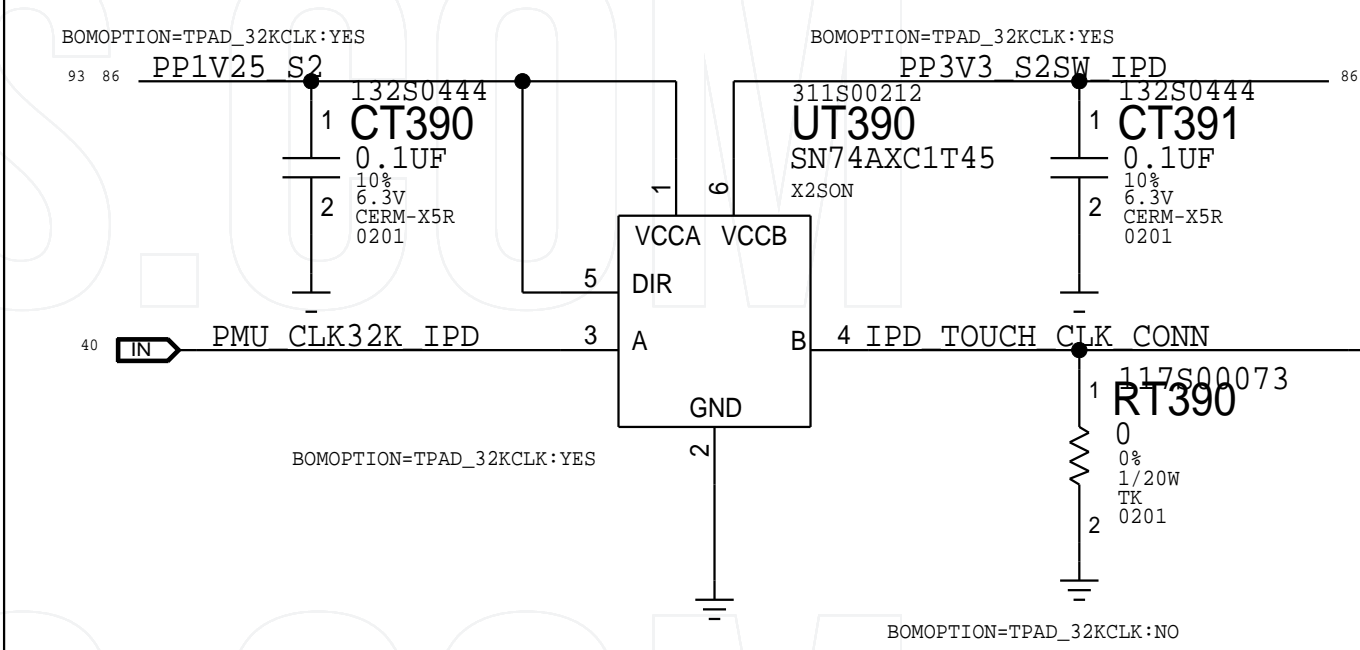 BOMOPTION=TPAD_32KCLK:YES
93 86 PP1V25_S2
132S0444
1 CT390
0.1UF
10%
6.3V
2 CERM-X5R
0201
BOMOPTION=TPAD_32KCLK:YES
PP3V3_S2SW_IPD 86
311S00212
UT390
SN74AXC1T45
X2SON
132S0444
1 CT391
0.1UF
10%
6.3V
2 CERM-X5R
0201
1 6
VCCA VCCB
5 DIR
40 IN PMU_CLK32K_IPD 3 A
B 4 IPD_TOUCH_CLK_CONN
GND
2
BOMOPTION=TPAD_32KCLK:YES
117S00073
1 RT390
0
0%
1/20W
TK
0201
2
BOMOPTION=TPAD_32KCLK:NO
S.COM